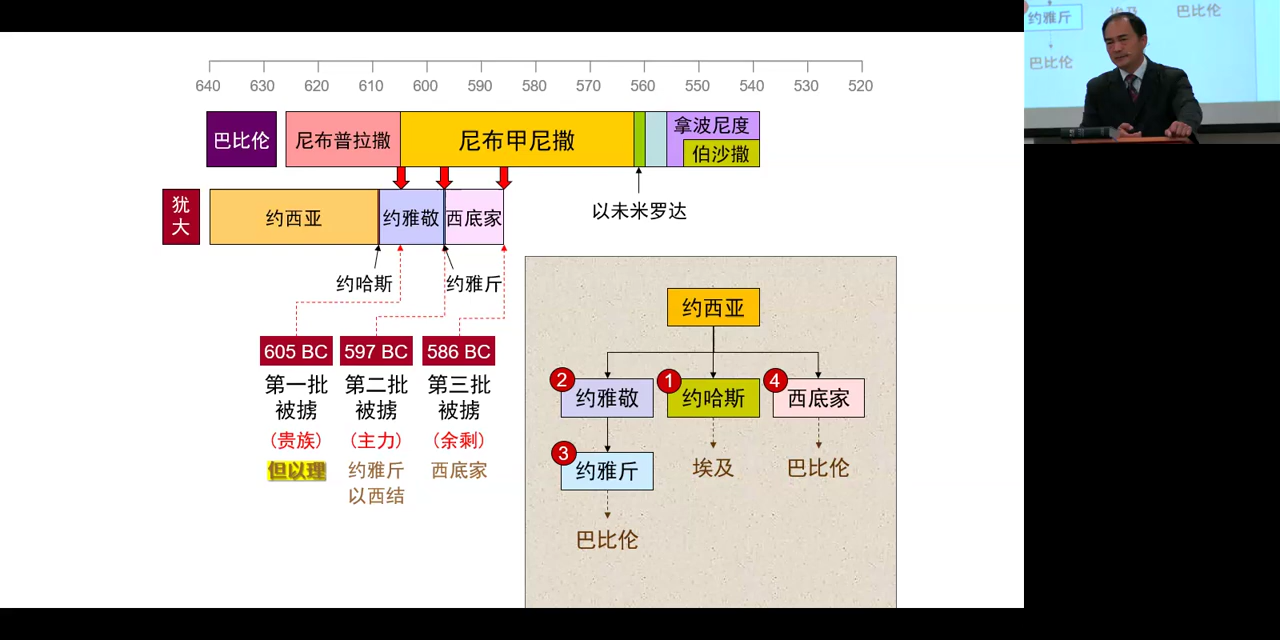 640 630 620 610 600 590 580 570 560 550 540 530 520
巴比伦 尼布普拉撒 尼布甲尼撒 拿波尼度
伯沙撒
犹大 约西亚 约雅敬 西底家
以未米罗达
约哈斯 约雅斤
605 BC 597 BC 586 BC
第一批 第二批 第三批
被掳 被掳 被掳
(贵族) (主力) (余剩)
但以理 约雅斤 西底家
以西结
约西亚
2 约雅敬 1 约哈斯 4 西底家
3 约雅斤 埃及 巴比伦
巴比伦
约雅斤 埃及 巴比伦
巴比伦